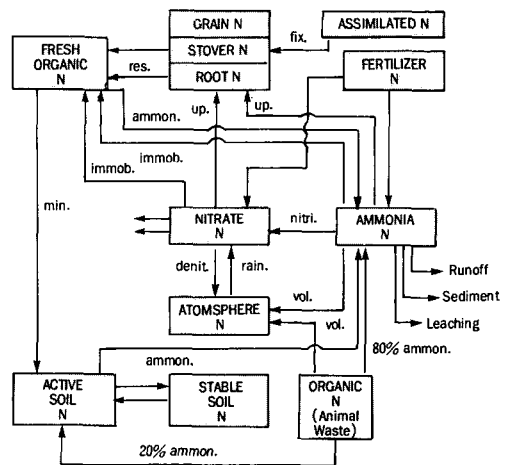 GRAIN N
STOVER N
ROOT N
ASSIMILATED N
fix.
FRESH
ORGANIC
N
res.
FERTILIZER
N
ammon.
up.
up.
immob.
immob.
min.
NITRATE
N
nitri.
AMMONIA
N
denit.
rain.
Runoff
Sediment
Leaching
ATOMSPHERE
N
vol.
vol.
80% ammon.
ammon.
ACTIVE
SOIL
N
STABLE
SOIL
N
ORGANIC
N
(Animal
Waste)
20% ammon.